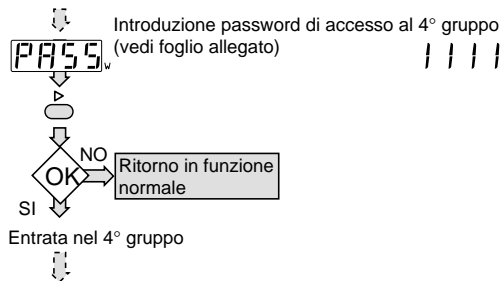 Introduzione password di accesso al 4° gruppo
PASS w (vedi foglio allegato) 1111
OK NO Ritorno in funzione
normale
SI
Entrata nel 4° gruppo